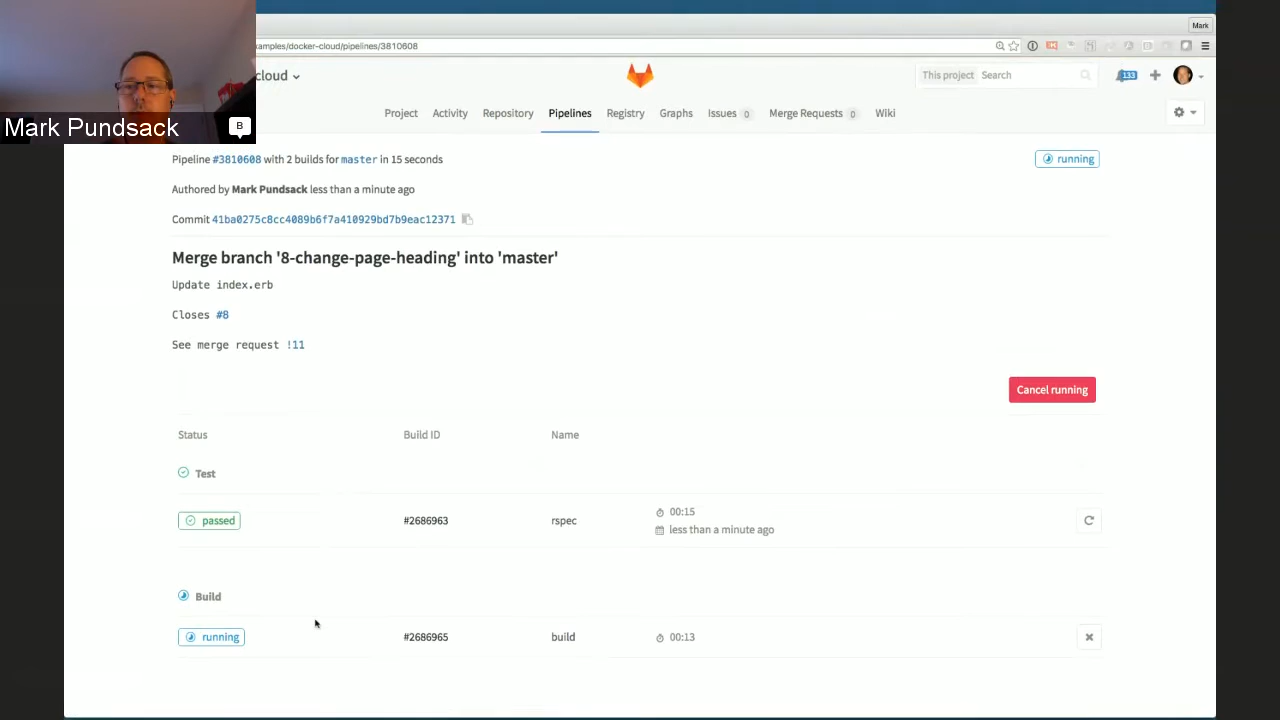 Mark
amples/docker-cloud/pipelines/3810608
cloud
This project Search
133
Project Activity Repository Pipelines Registry Graphs Issues 0 Merge Requests 0 Wiki
Mark Pundsack
B
Pipeline #3810608 with 2 builds for master in 15 seconds
running
Authored by Mark Pundsack less than a minute ago
Commit 41ba0275c8cc4089b6f7a410929bd7b9eac12371
Merge branch '8-change-page-heading' into 'master'
Update index.erb
Closes #8
See merge request !11
Cancel running
Status Build ID Name
Test
passed #2686963 rspec 00:15
less than a minute ago
Build
running #2686965 build 00:13